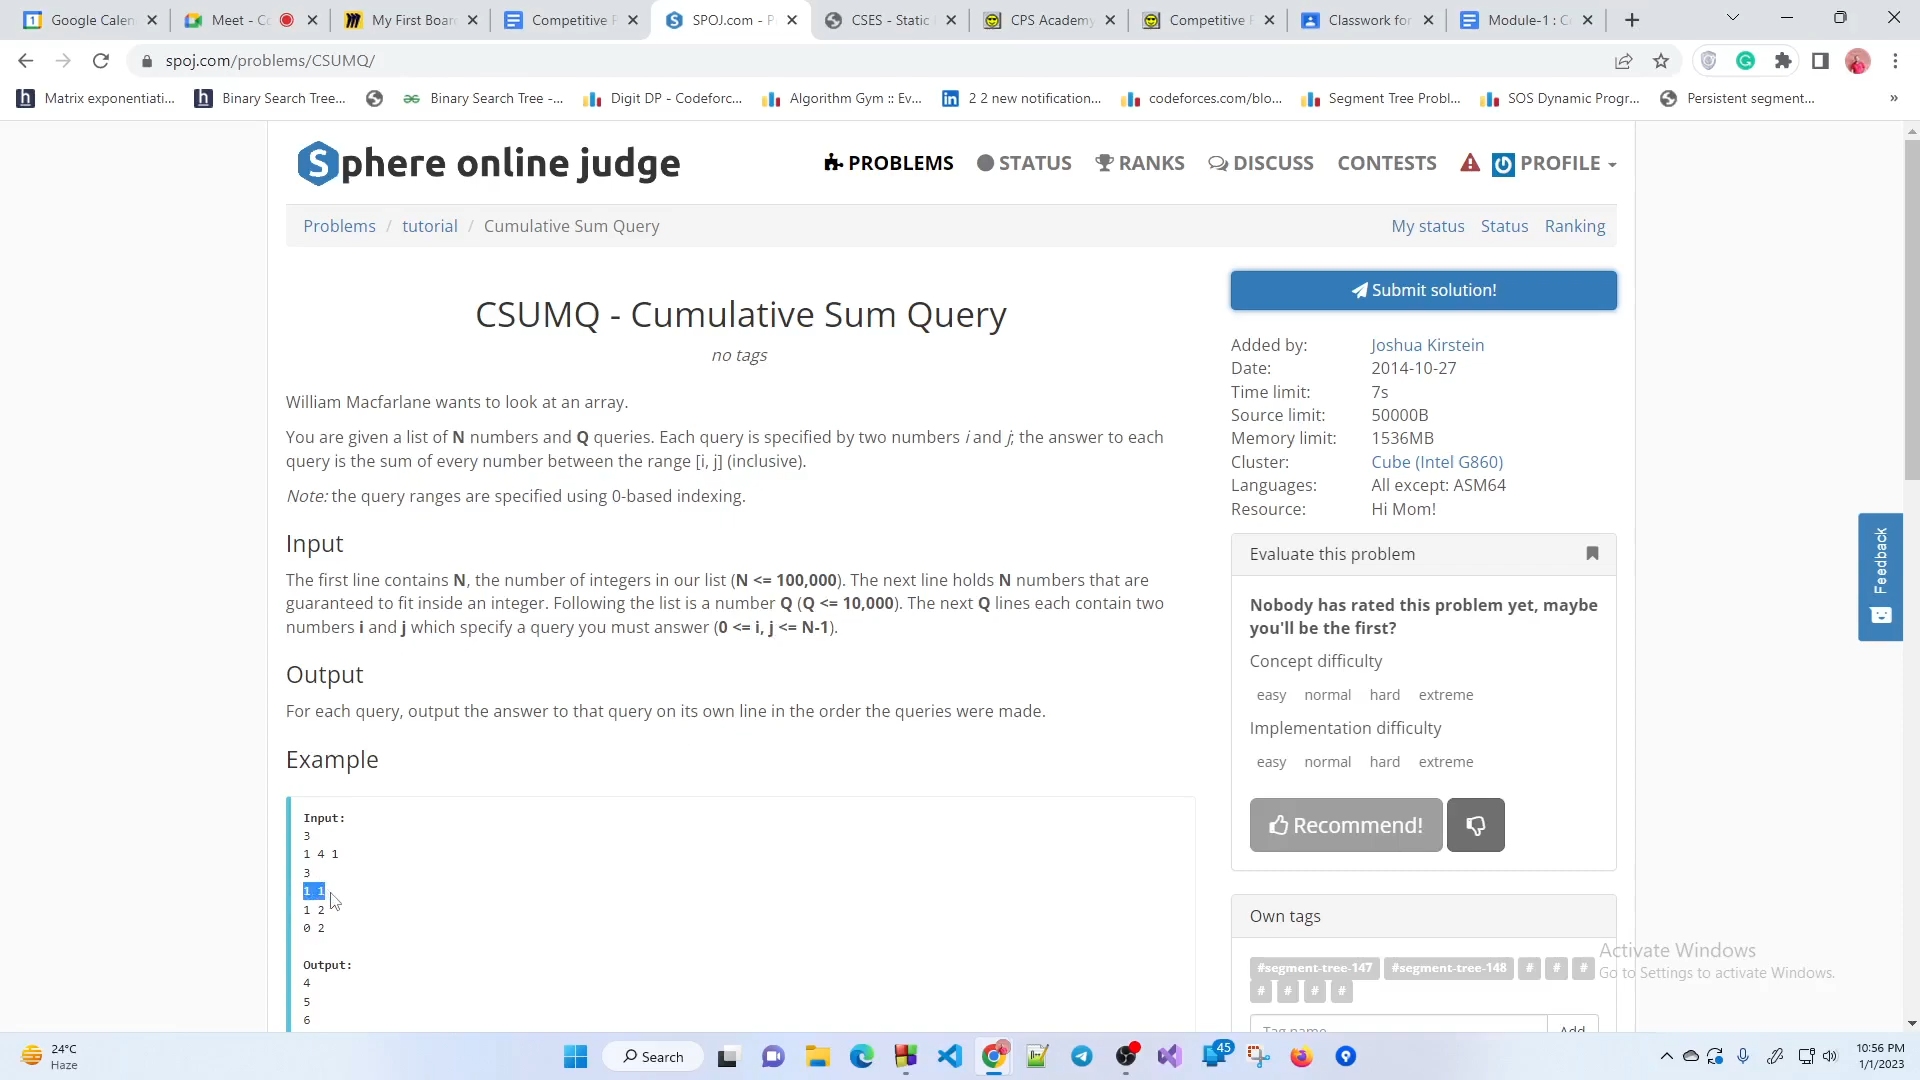 Google Calen
Meet - C
My First Boar
Competitive P
SPOJ.com - P
CSES - Static
CPS Academy
Competitive P
Classwork for
Module-1 : C
spoj.com/problems/CSUMQ/
Matrix exponentiati...
Binary Search Tree...
Binary Search Tree -...
Digit DP - Codeforc...
Algorithm Gym :: Ev...
2 2 new notification...
codeforces.com/blo...
Segment Tree Probl...
SOS Dynamic Progr...
Persistent segment...
»
Sphere online judge
PROBLEMS STATUS RANKS DISCUSS CONTESTS PROFILE
Problems / tutorial / Cumulative Sum Query
My status Status Ranking
CSUMQ - Cumulative Sum Query
no tags
William Macfarlane wants to look at an array.
You are given a list of N numbers and Q queries. Each query is specified by two numbers i and j; the answer to each
query is the sum of every number between the range [i, j] (inclusive).
Note: the query ranges are specified using 0-based indexing.
Input
The first line contains N, the number of integers in our list (N <= 100,000). The next line holds N numbers that are
guaranteed to fit inside an integer. Following the list is a number Q (Q <= 10,000). The next Q lines each contain two
numbers i and j which specify a query you must answer (0 <= i, j <= N-1).
Output
For each query, output the answer to that query on its own line in the order the queries were made.
Example
Input:
3
1 4 1
3
1 1
1 2
0 2
Output:
4
5
6
Submit solution!
Added by: Joshua Kirstein
Date: 2014-10-27
Time limit: 7s
Source limit: 50000B
Memory limit: 1536MB
Cluster: Cube (Intel G860)
Languages: All except: ASM64
Resource: Hi Mom!
Evaluate this problem
Nobody has rated this problem yet, maybe
you'll be the first?
Concept difficulty
easy normal hard extreme
Implementation difficulty
easy normal hard extreme
Recommend!
Own tags
#segment-tree-147 #segment-tree-148 # # #
# # # #
Tag name Add
Feedback
Activate Windows
Go to Settings to activate Windows.
24°C
Haze
Search
45
10:56 PM
1/1/2023